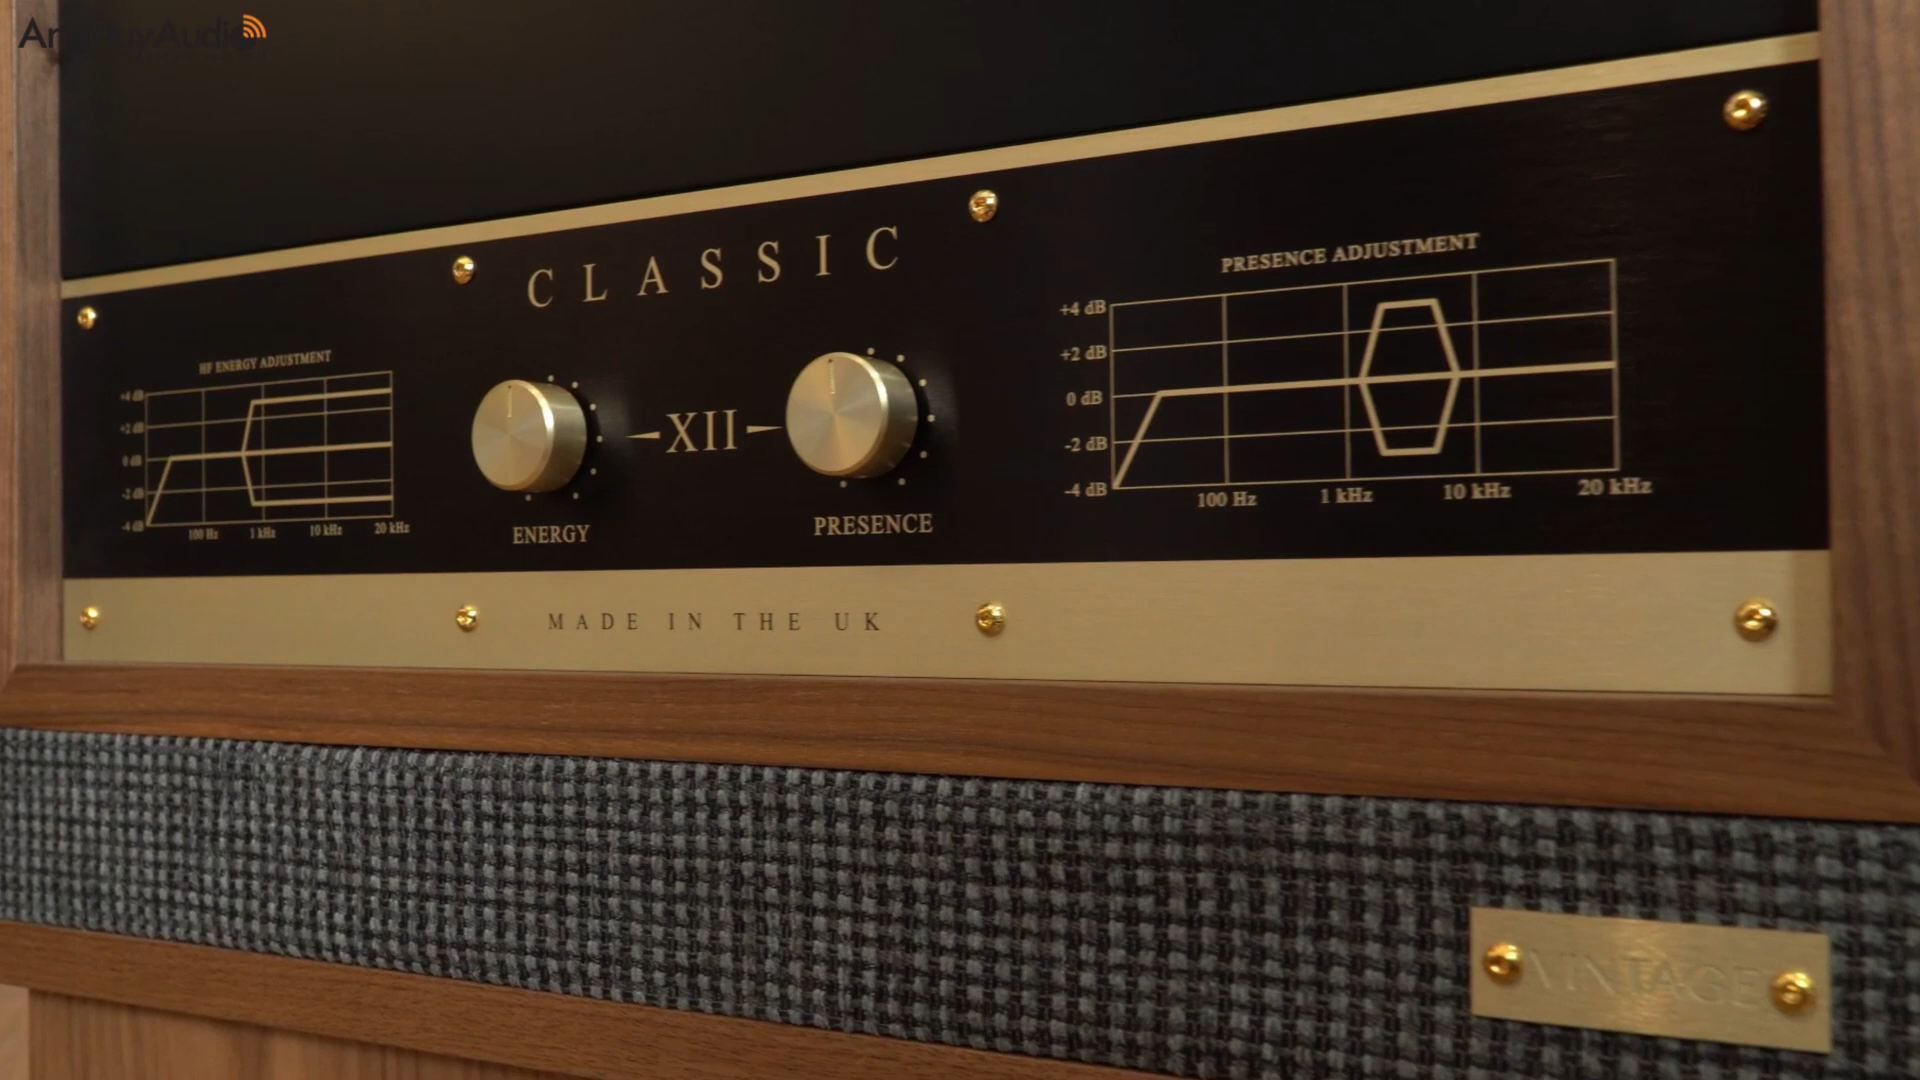 CLASSIC
HF ENERGY ADJUSTMENT
+4 dB
+2 dB
0 dB
-2 dB
-4 dB
100 Hz 1 kHz 10 kHz 20 kHz
XII
ENERGY
PRESENCE
PRESENCE ADJUSTMENT
+4 dB
+2 dB
0 dB
-2 dB
-4 dB
100 Hz 1 kHz 10 kHz 20 kHz
MADE IN THE UK
VINTAGE